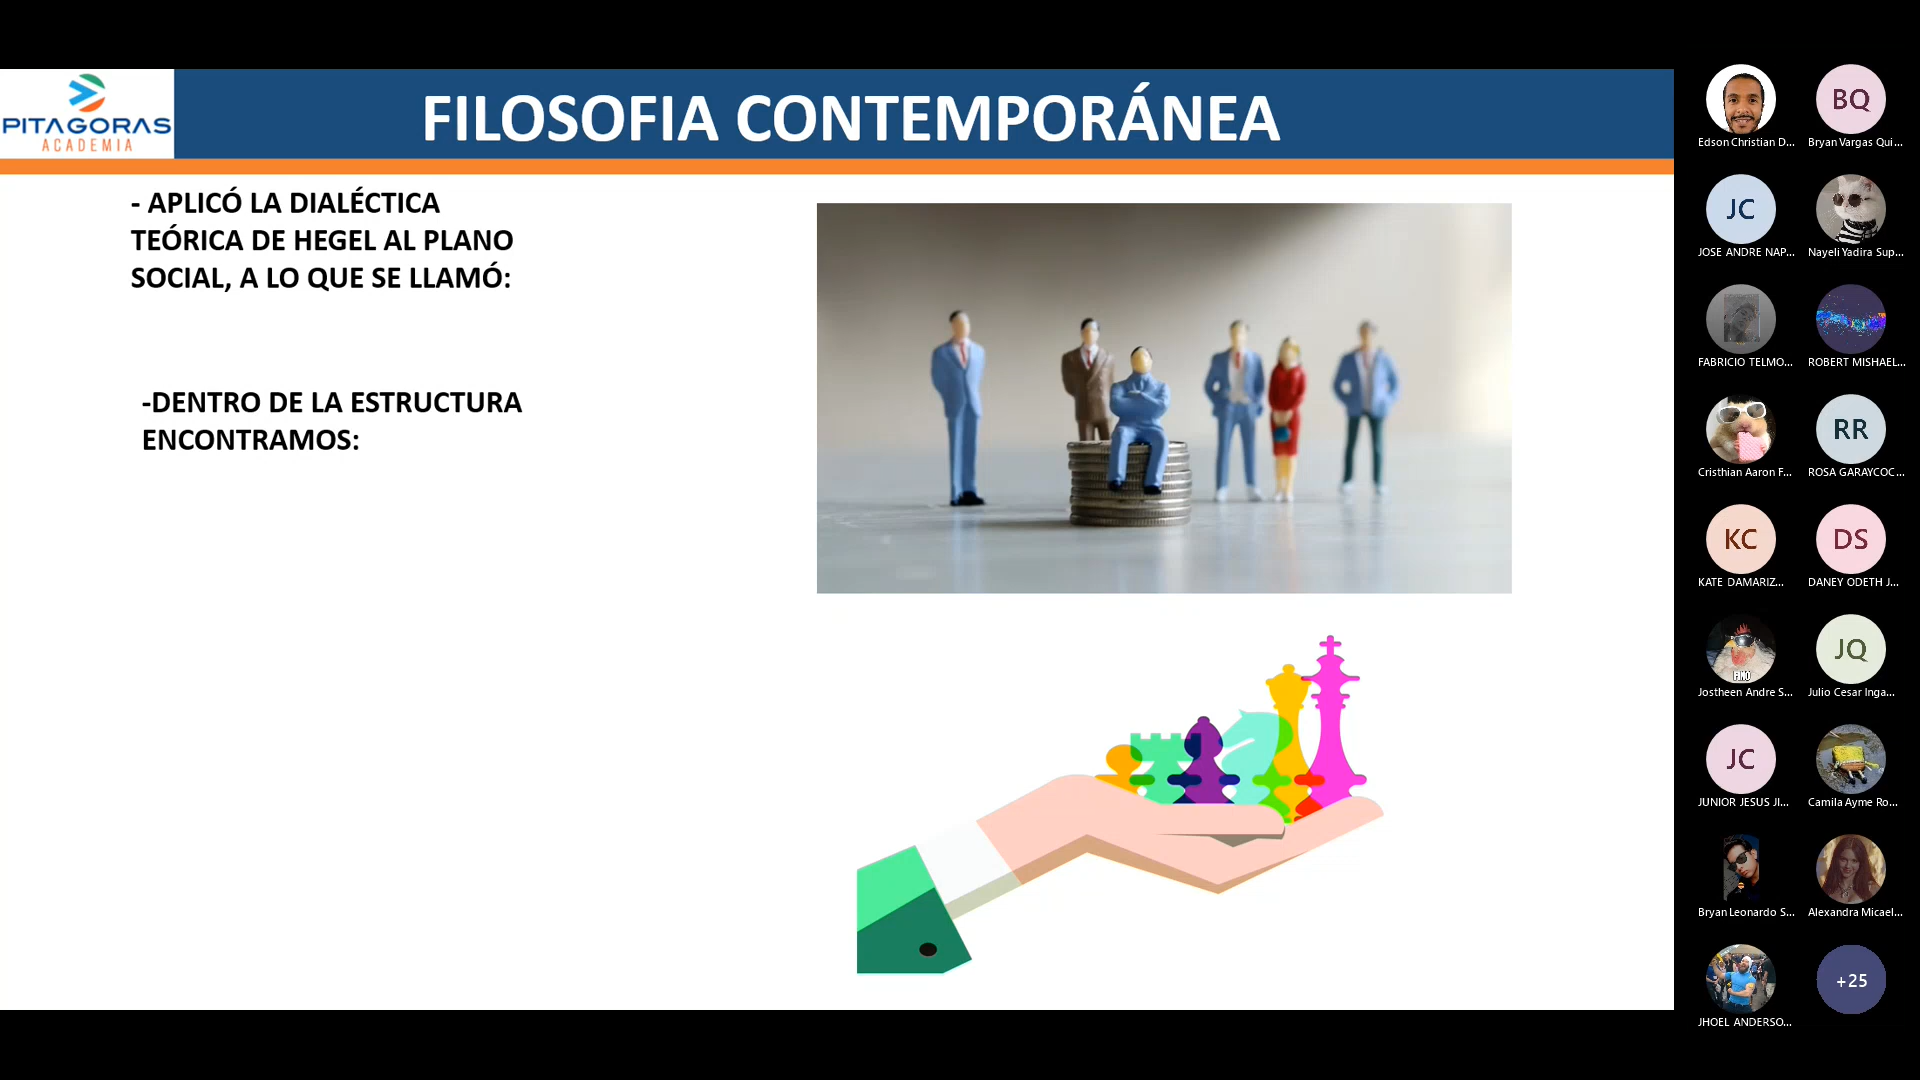 PITAGORAS
ACADEMIA
FILOSOFIA CONTEMPORÁNEA
- APLICÓ LA DIALÉCTICA
TEÓRICA DE HEGEL AL PLANO
SOCIAL, A LO QUE SE LLAMÓ:
-DENTRO DE LA ESTRUCTURA
ENCONTRAMOS:
Edson Christian D...
BQ
Bryan Vargas Qui...
JC
JOSE ANDRE NAP...
Nayeli Yadira Sup...
FABRICIO TELMO...
ROBERT MISHAEL...
Cristhian Aaron F...
RR
ROSA GARAYCOC...
KC
KATE DAMARIZ...
DS
DANEY ODETH J...
FINO
Jostheen Andre S...
JQ
Julio Cesar Inga...
JC
JUNIOR JESUS JI...
Camila Ayme Ro...
Bryan Leonardo S...
Alexandra Micael...
JHOEL ANDERSO...
+25